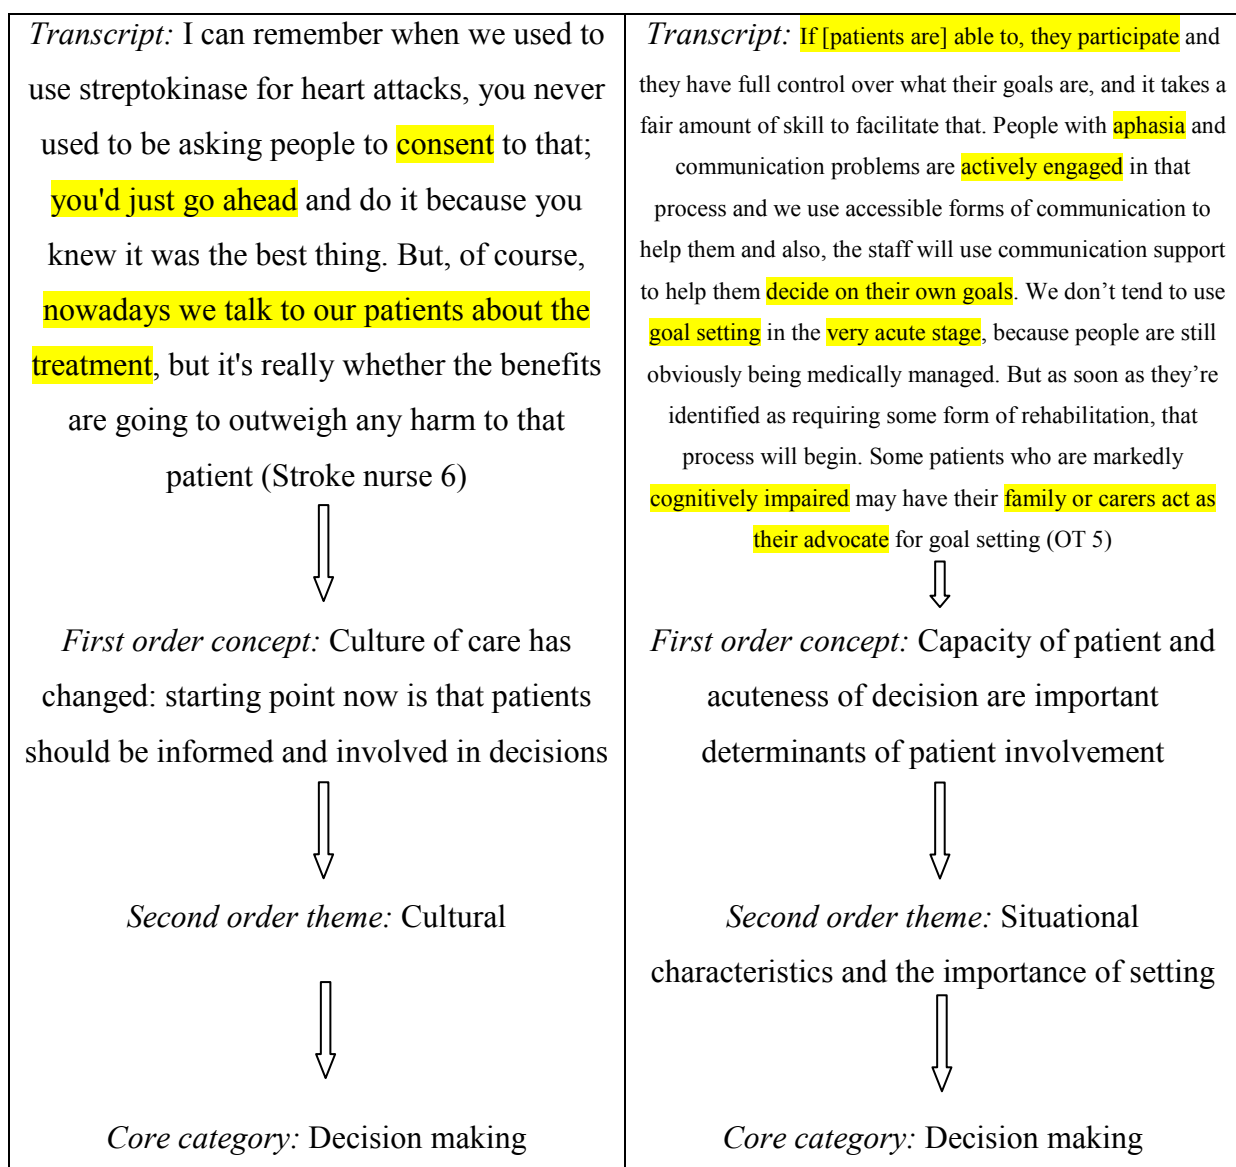 Transcript: I can remember when we used to
use streptokinase for heart attacks, you never
used to be asking people to consent to that;
you'd just go ahead and do it because you
knew it was the best thing. But, of course,
nowadays we talk to our patients about the
treatment, but it's really whether the benefits
are going to outweigh any harm to that
patient (Stroke nurse 6)
First order concept: Culture of care has
changed: starting point now is that patients
should be informed and involved in decisions
Second order theme: Cultural
Core category: Decision making
Transcript: If [patients are] able to, they participate and
they have full control over what their goals are, and it takes a
fair amount of skill to facilitate that. People with aphasia and
communication problems are actively engaged in that
process and we use accessible forms of communication to
help them and also, the staff will use communication support
to help them decide on their own goals. We don’t tend to use
goal setting in the very acute stage, because people are still
obviously being medically managed. But as soon as they’re
identified as requiring some form of rehabilitation, that
process will begin. Some patients who are markedly
cognitively impaired may have their family or carers act as
their advocate for goal setting (OT 5)
First order concept: Capacity of patient and
acuteness of decision are important
determinants of patient involvement
Second order theme: Situational
characteristics and the importance of setting
Core category: Decision making